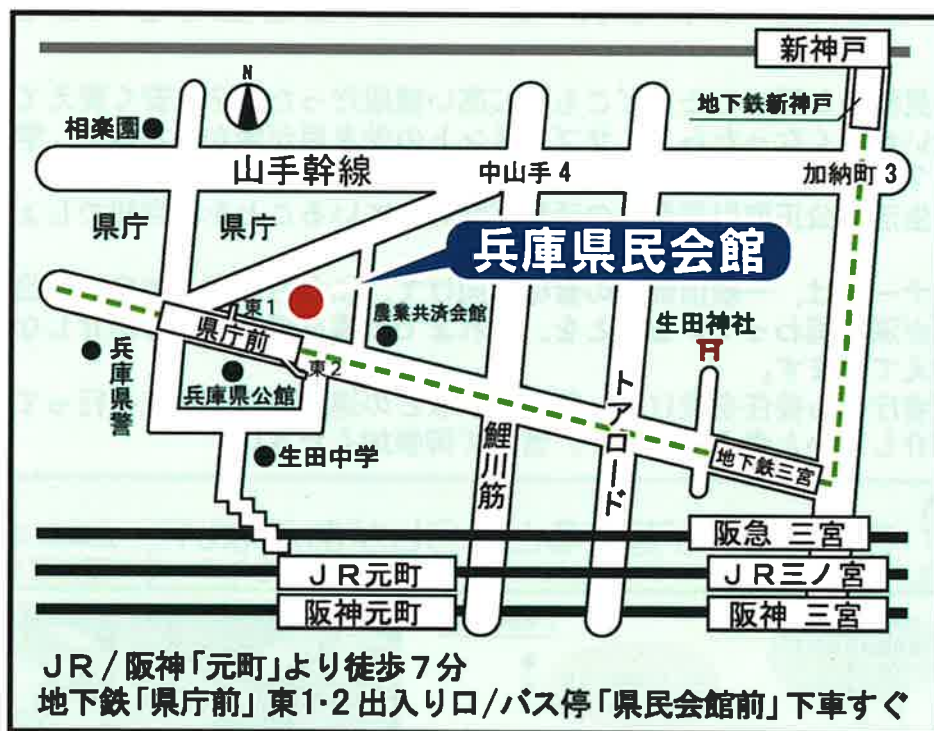 新神戸
地下鉄新神戸
N
相楽園
山手幹線
中山手4
加納町3
県庁
県庁
兵庫県民会館
東1
農業共済会館
生田神社
県庁前
東2
兵庫県警
兵庫県公館
鯉川筋
トアロード
地下鉄三宮
生田中学
阪急 三宮
JR元町
JR三ノ宮
阪神元町
阪神 三宮
JR/阪神「元町」より徒歩7分
地下鉄「県庁前」東1・2出入り口/バス停「県民会館前」下車すぐ